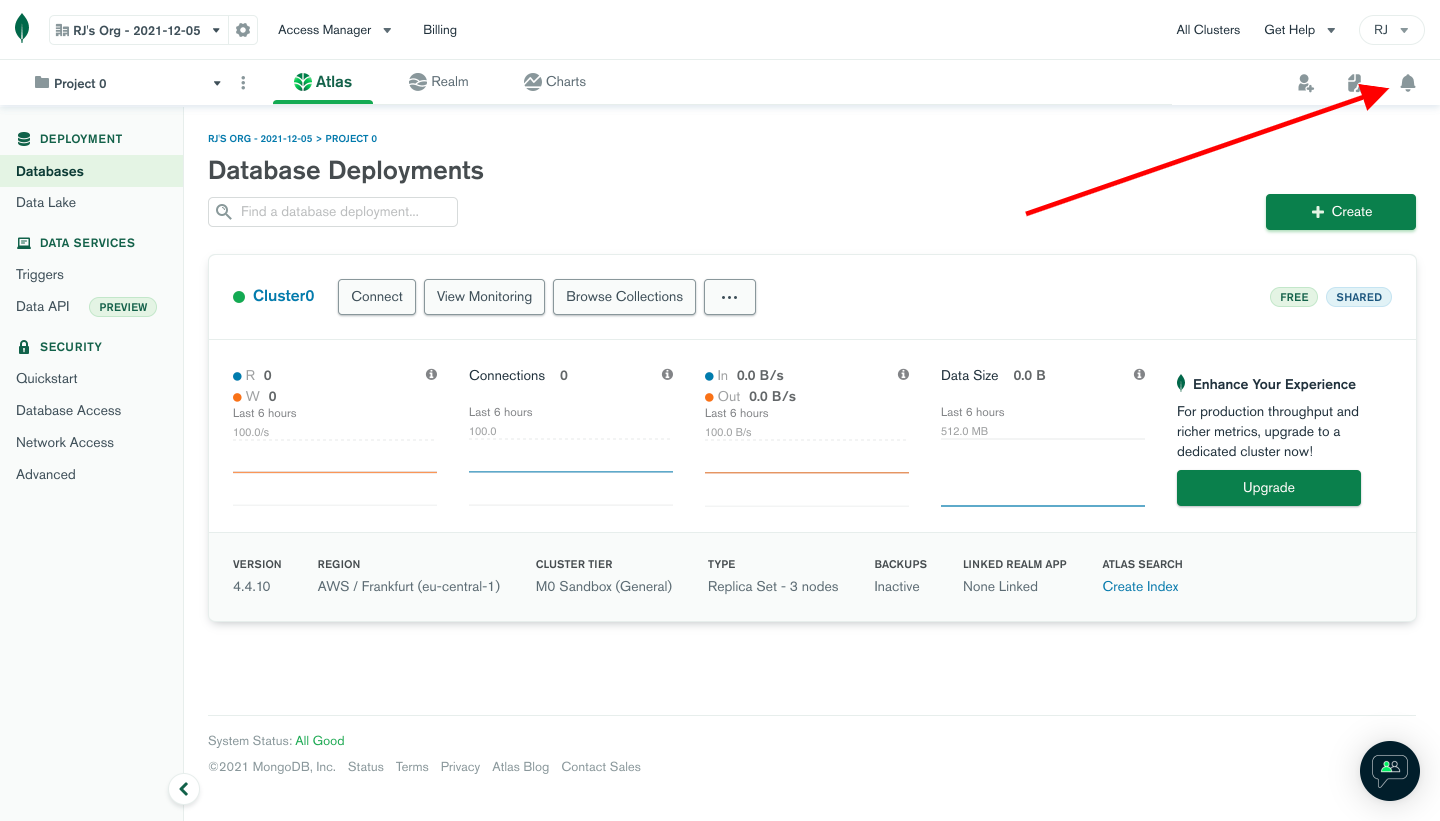 RJ's Org - 2021-12-05
Access Manager
Billing
All Clusters
Get Help
RJ
Project 0
Atlas
Realm
Charts
DEPLOYMENT
Databases
Data Lake
DATA SERVICES
Triggers
Data API PREVIEW
SECURITY
Quickstart
Database Access
Network Access
Advanced
RJ'S ORG - 2021-12-05 > PROJECT 0
Database Deployments
Find a database deployment...
Create
Cluster0
Connect
View Monitoring
Browse Collections
...
FREE
SHARED
R 0
W 0
Last 6 hours
100.0/s
Connections 0
Last 6 hours
100.0
In 0.0 B/s
Out 0.0 B/s
Last 6 hours
100.0 B/s
Data Size 0.0 B
Last 6 hours
512.0 MB
Enhance Your Experience
For production throughput and
richer metrics, upgrade to a
dedicated cluster now!
Upgrade
VERSION
4.4.10
REGION
AWS / Frankfurt (eu-central-1)
CLUSTER TIER
M0 Sandbox (General)
TYPE
Replica Set - 3 nodes
BACKUPS
Inactive
LINKED REALM APP
None Linked
ATLAS SEARCH
Create Index
System Status: All Good
©2021 MongoDB, Inc. Status Terms Privacy Atlas Blog Contact Sales